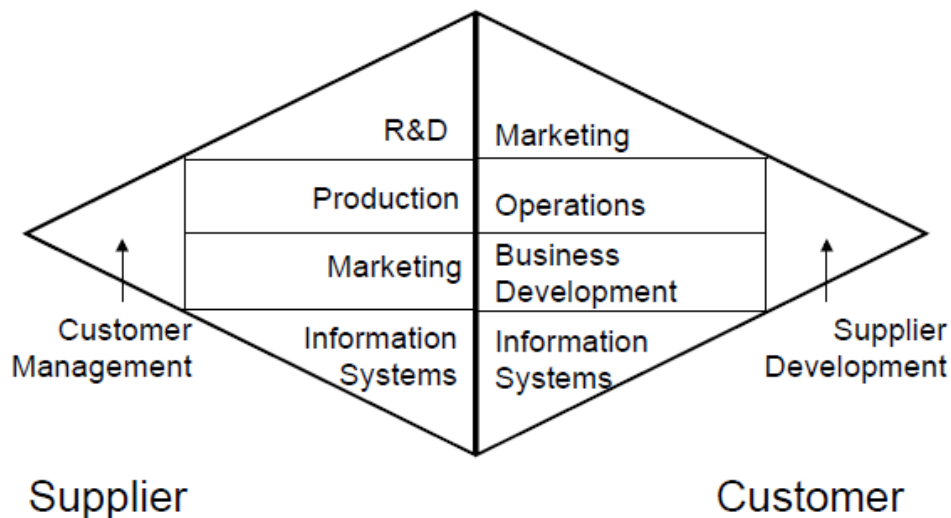 R&D
Marketing
Production
Operations
Marketing
Business
Development
Customer
Management
Information
Systems
Information
Systems
Supplier
Development
Supplier
Customer